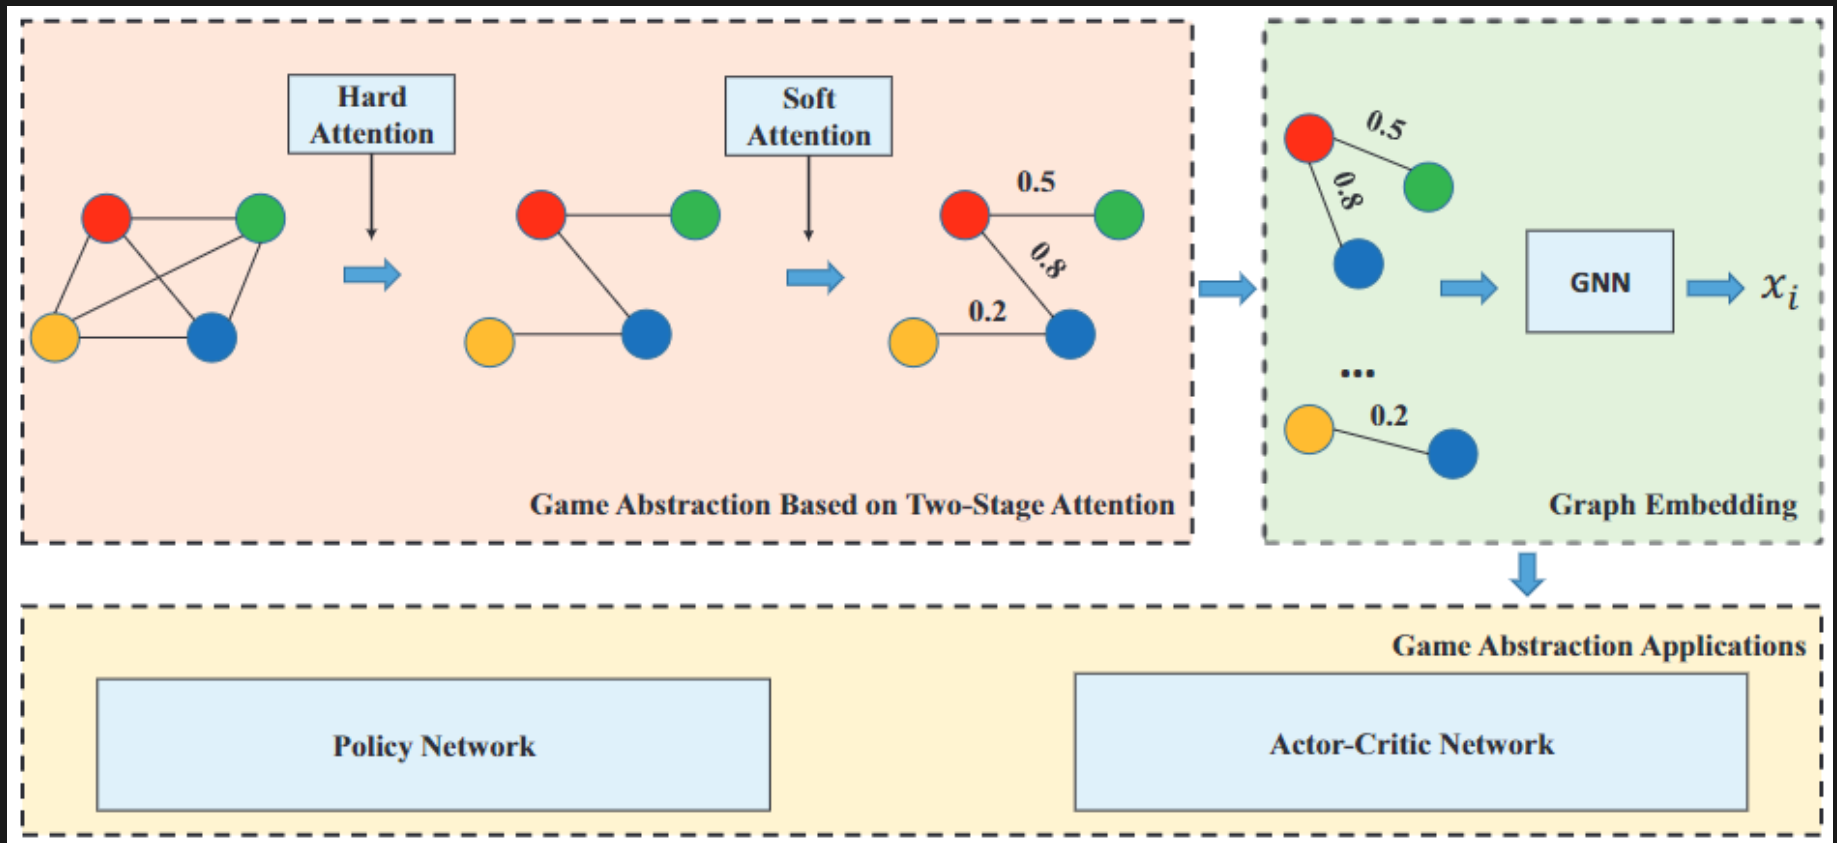 Hard
Attention
Soft
Attention
0.5
0.8
0.2
Game Abstraction Based on Two-Stage Attention
0.5
0.8
...
0.2
GNN
xᵢ
Graph Embedding
Game Abstraction Applications
Policy Network
Actor-Critic Network